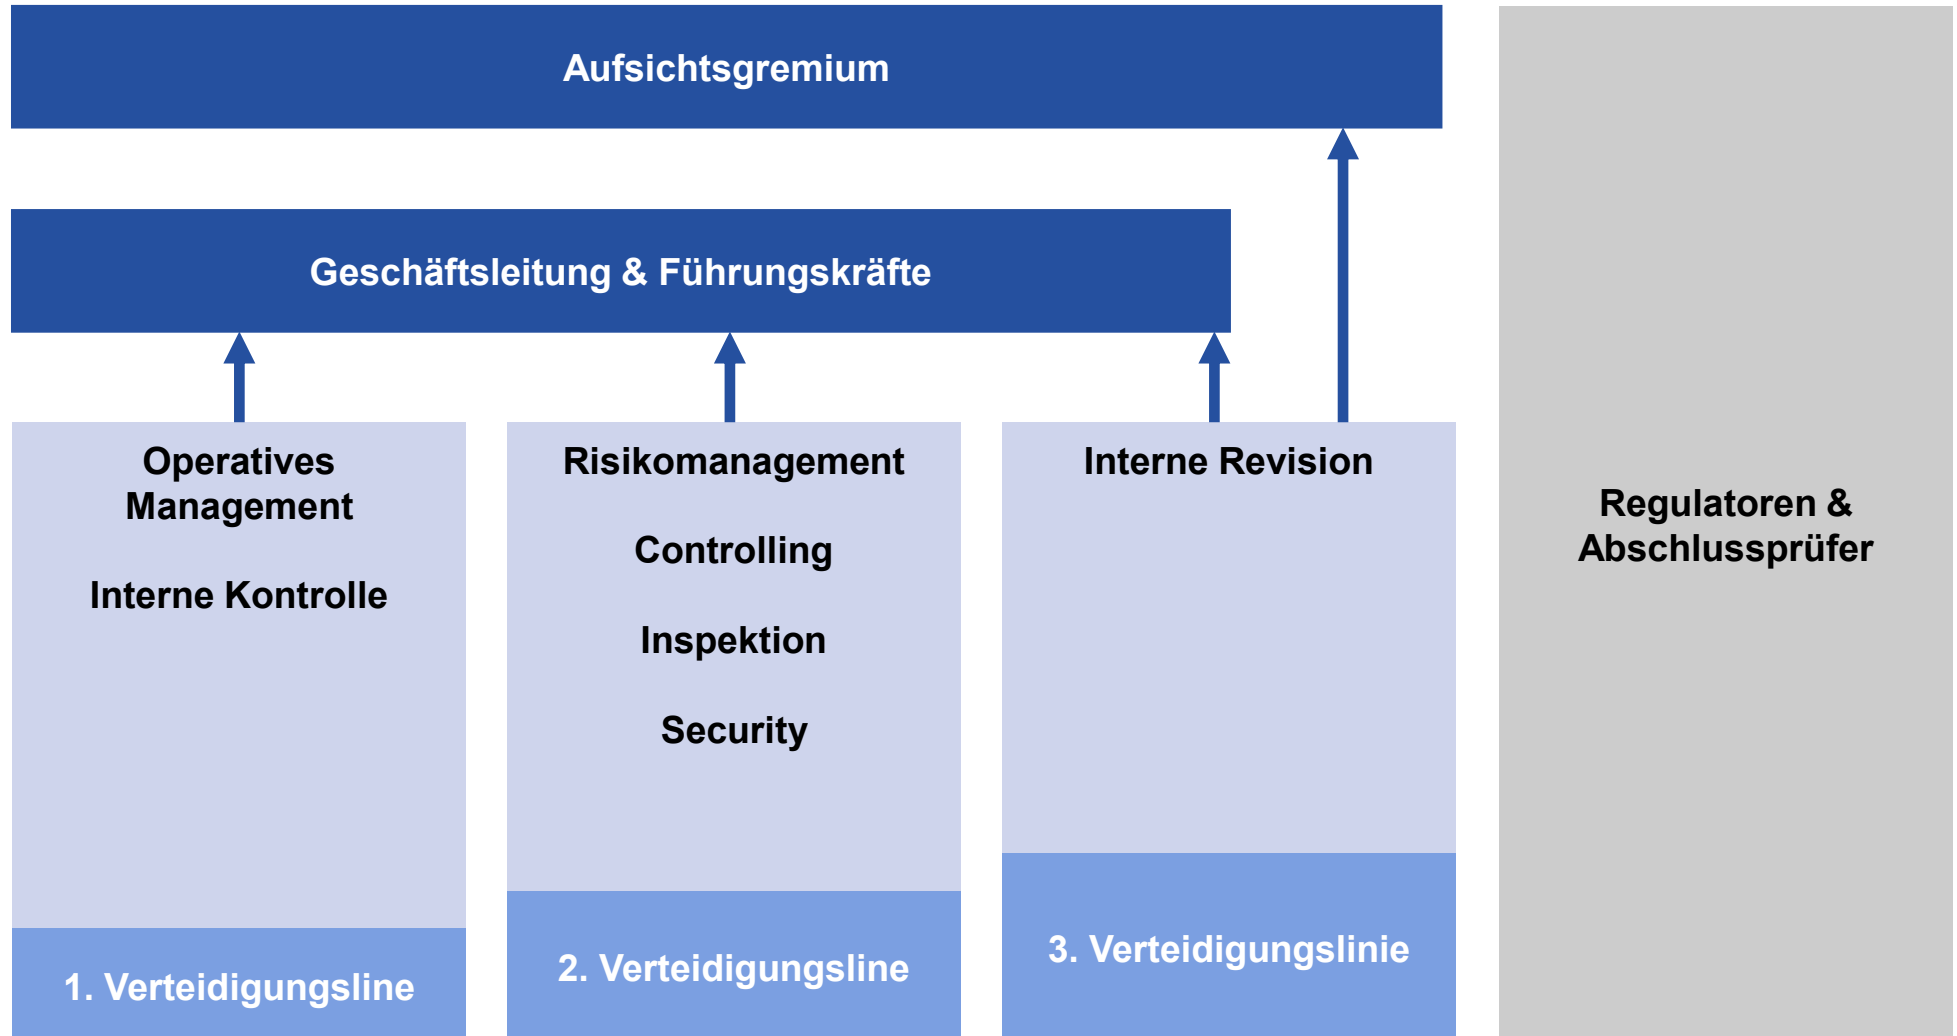 Aufsichtsgremium
Geschäftsleitung & Führungskräfte
Operatives
Management
Interne Kontrolle
1. Verteidigungsline
Risikomanagement
Controlling
Inspektion
Security
2. Verteidigungsline
Interne Revision
3. Verteidigungslinie
Regulatoren &
Abschlussprüfer